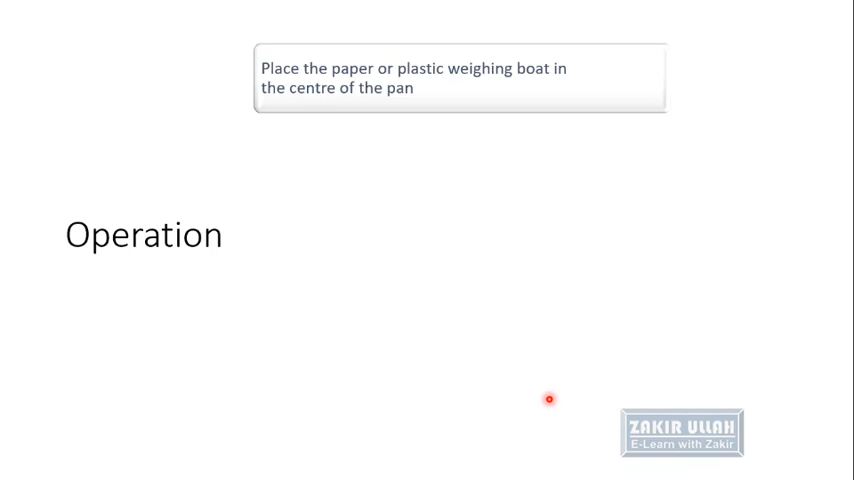 Place the paper or plastic weighing boat in
the centre of the pan
Operation
ZAKIR ULLAH
E-Learn with Zakir